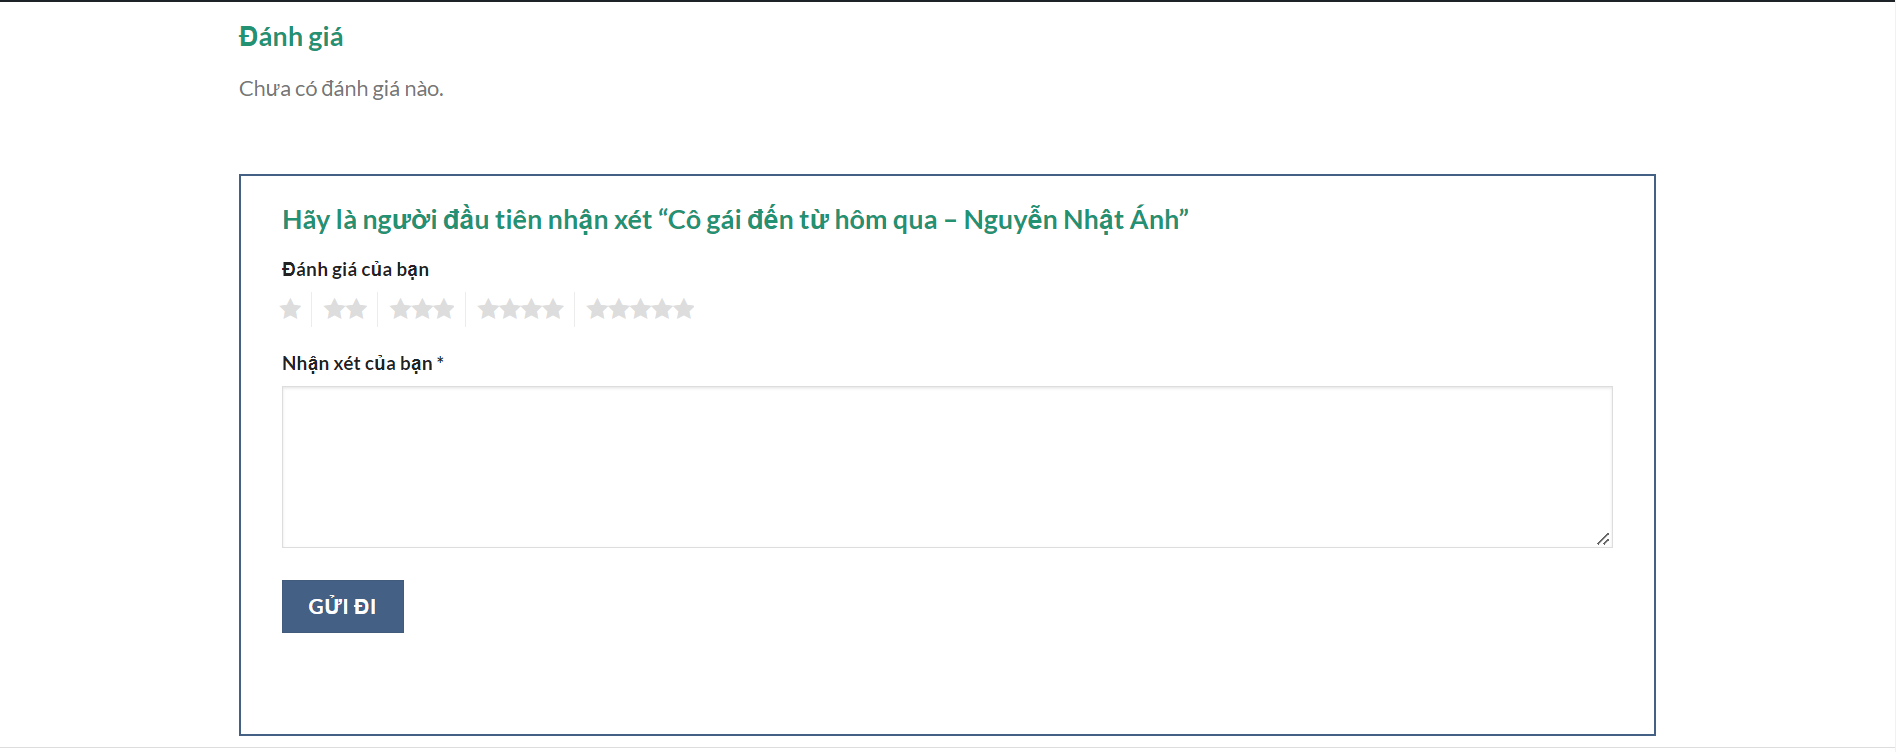 Đánh giá
Chưa có đánh giá nào.
Hãy là người đầu tiên nhận xét “Cô gái đến từ hôm qua – Nguyễn Nhật Ánh”
Đánh giá của bạn
Nhận xét của bạn *
GỬI ĐI